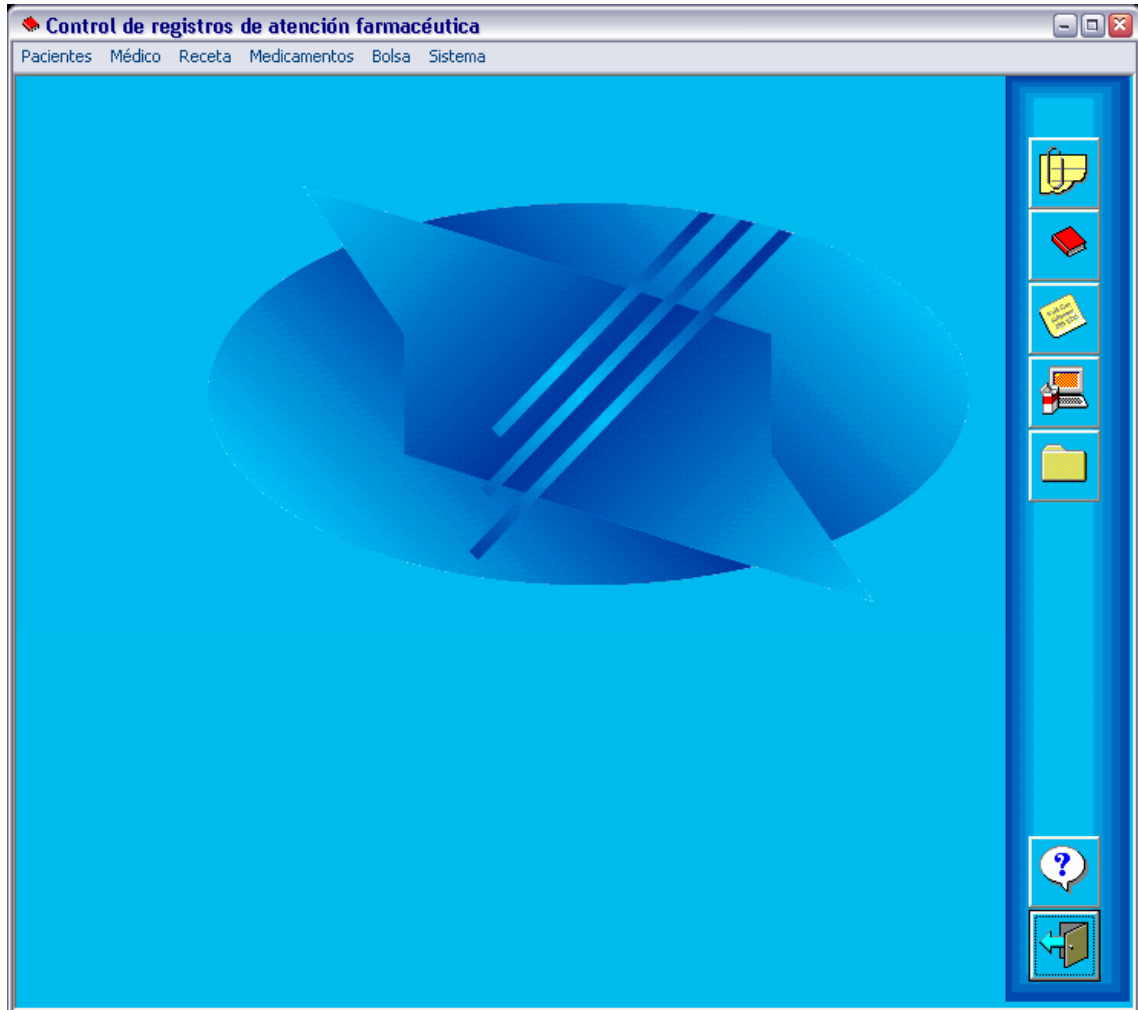 Control de registros de atención farmacéutica
Pacientes Médico Receta Medicamentos Bolsa Sistema
?